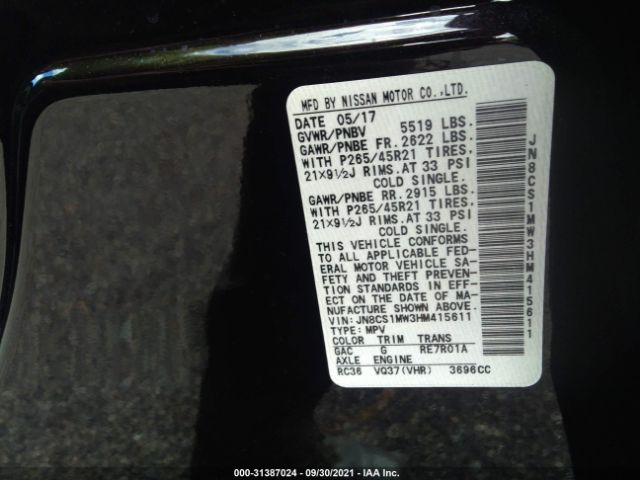 MFD BY NISSAN MOTOR CO.,LTD.
DATE 05/17
GVWR/PNBV 5519 LBS.
GAWR/PNBE FR. 2622 LBS.
WITH P265/45R21 TIRES.
21X9½J RIMS. AT 33 PSI
COLD SINGLE.
GAWR/PNBE RR. 2915 LBS.
WITH P265/45R21 TIRES.
21X9½J RIMS. AT 33 PSI
COLD SINGLE.
THIS VEHICLE CONFORMS
TO ALL APPLICABLE FED-
ERAL MOTOR VEHICLE SA-
FETY AND THEFT PREVEN-
TION STANDARDS IN EFF-
ECT ON THE DATE OF MA-
NUFACTURE SHOWN ABOVE.
VIN: JN8CS1MW3HM415611
TYPE: MPV
COLOR TRIM TRANS
GAC G RE7R01A
AXLE ENGINE
RC36 VQ37(VHR) 3696CC
JN8CS1MW3HM415611
000-31387024 | 09/30/2021 | IAA Inc.